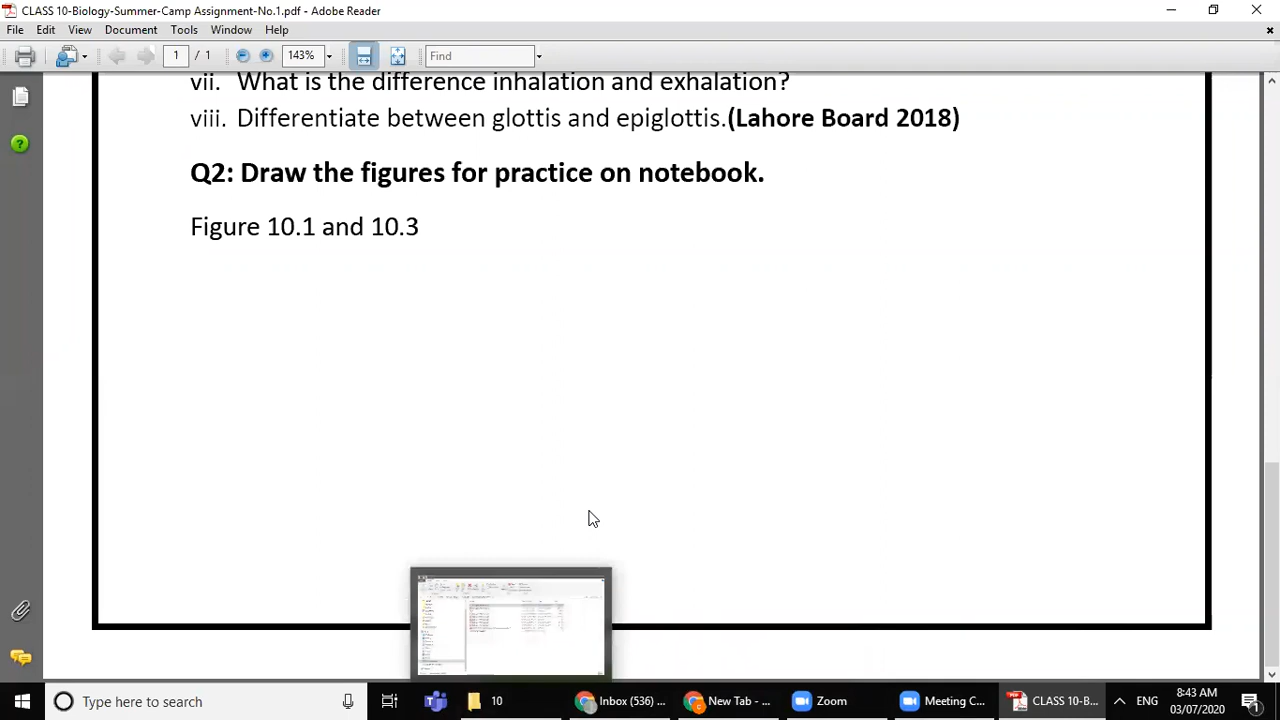 CLASS 10-Biology-Summer-Camp Assignment-No.1.pdf - Adobe Reader
File Edit View Document Tools Window Help
1 / 1 143% Find
vii. What is the difference inhalation and exhalation?
viii. Differentiate between glottis and epiglottis.(Lahore Board 2018)
Q2: Draw the figures for practice on notebook.
Figure 10.1 and 10.3
Type here to search
10
Inbox (536) ...
New Tab - ...
Zoom
Meeting C...
CLASS 10-B...
ENG
8:43 AM
03/07/2020
1